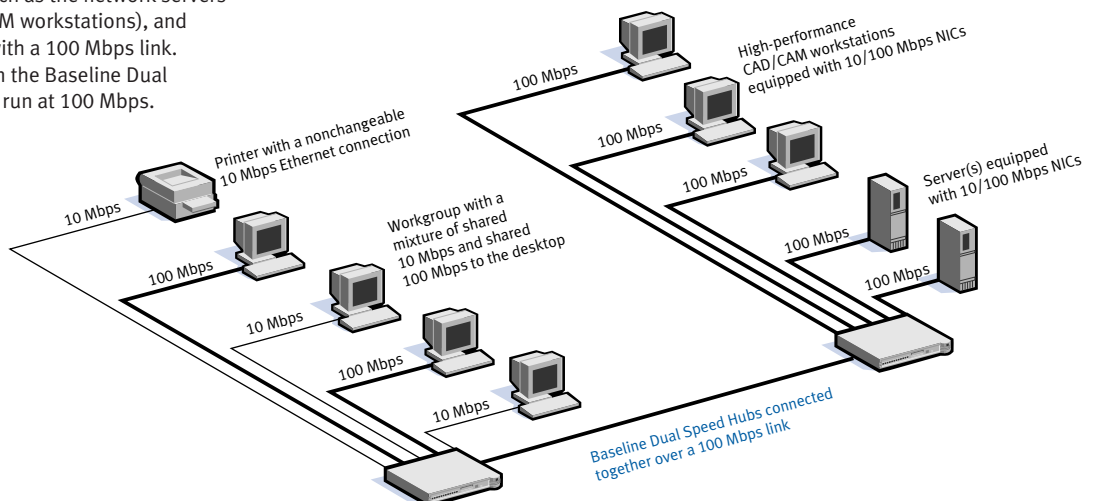 ch as the network servers
M workstations), and
with a 100 Mbps link.
n the Baseline Dual
run at 100 Mbps.
100 Mbps
High-performance
CAD/CAM workstations
equipped with 10/100 Mbps NICs
100 Mbps
100 Mbps
Server(s) equipped
with 10/100 Mbps NICs
100 Mbps
100 Mbps
Printer with a nonchangeable
10 Mbps Ethernet connection
10 Mbps
100 Mbps
Workgroup with a
mixture of shared
10 Mbps and shared
100 Mbps to the desktop
10 Mbps
100 Mbps
10 Mbps
Baseline Dual Speed Hubs connected
together over a 100 Mbps link